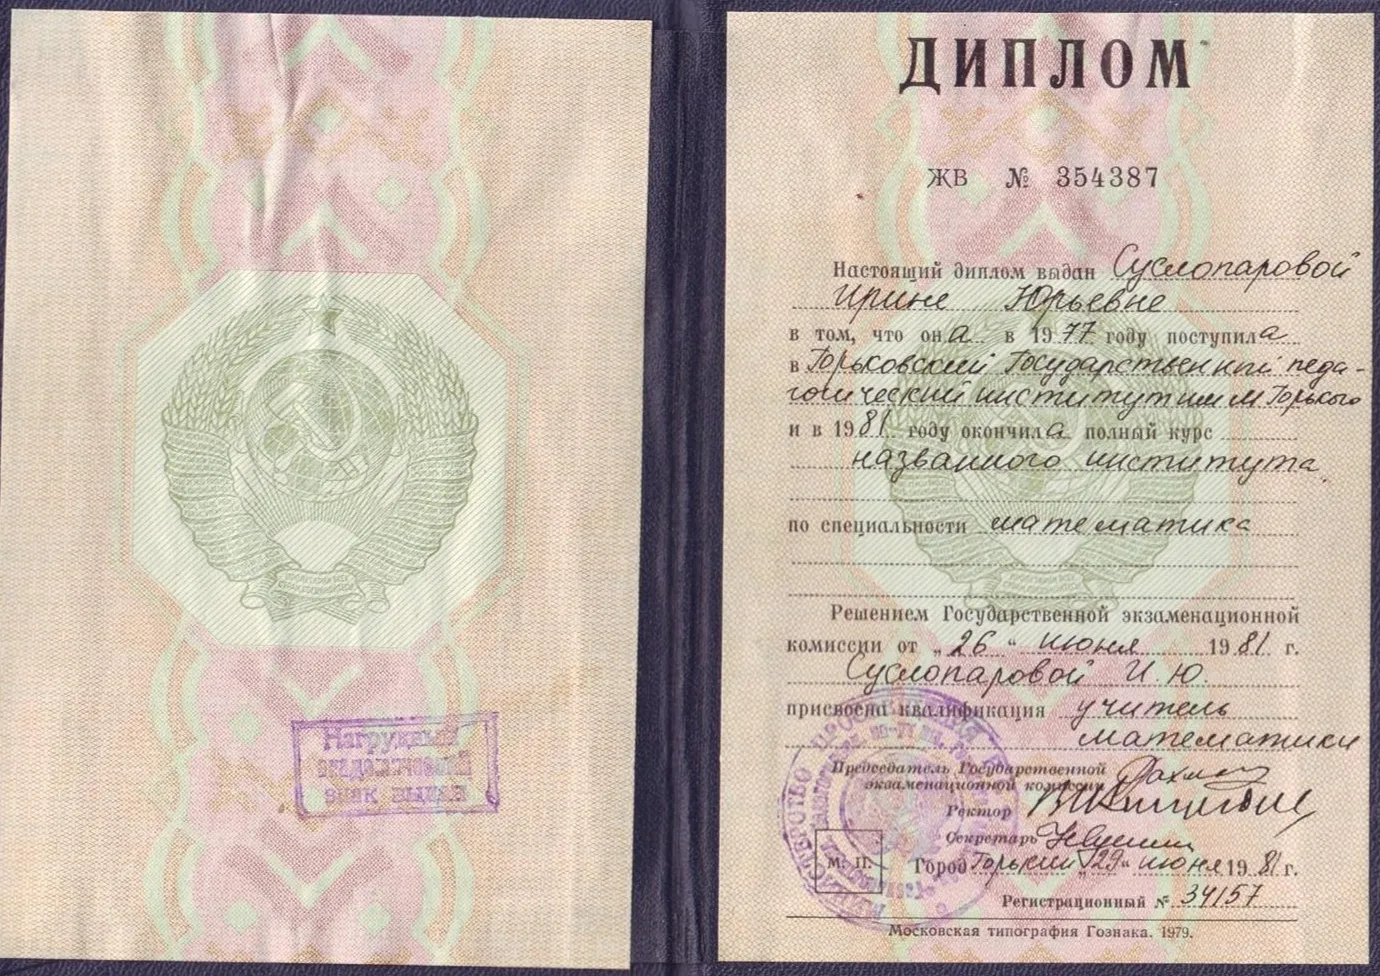 Нагрудный
знак выдан
ДИПЛОМ
ЖВ № 354387
Настоящий диплом выдан Суслопаровой
Ирине Юрьевне
в том, что она в 1977 году поступила
в Горьковский Государственный педа-
гогический институт им М Горького
и в 1981 году окончила полный курс
названного института
по специальности математика
Решением Государственной экзаменационной
комиссии от „26“ июня 1981 г.
Суслопаровой И. Ю.
присвоена квалификация учитель
математики
Председатель Государственной
экзаменационной комиссии
Ректор
Секретарь
М. П.
Город Горький „29“ июня 1981 г.
Регистрационный № 34157
Московская типография Гознака. 1979.